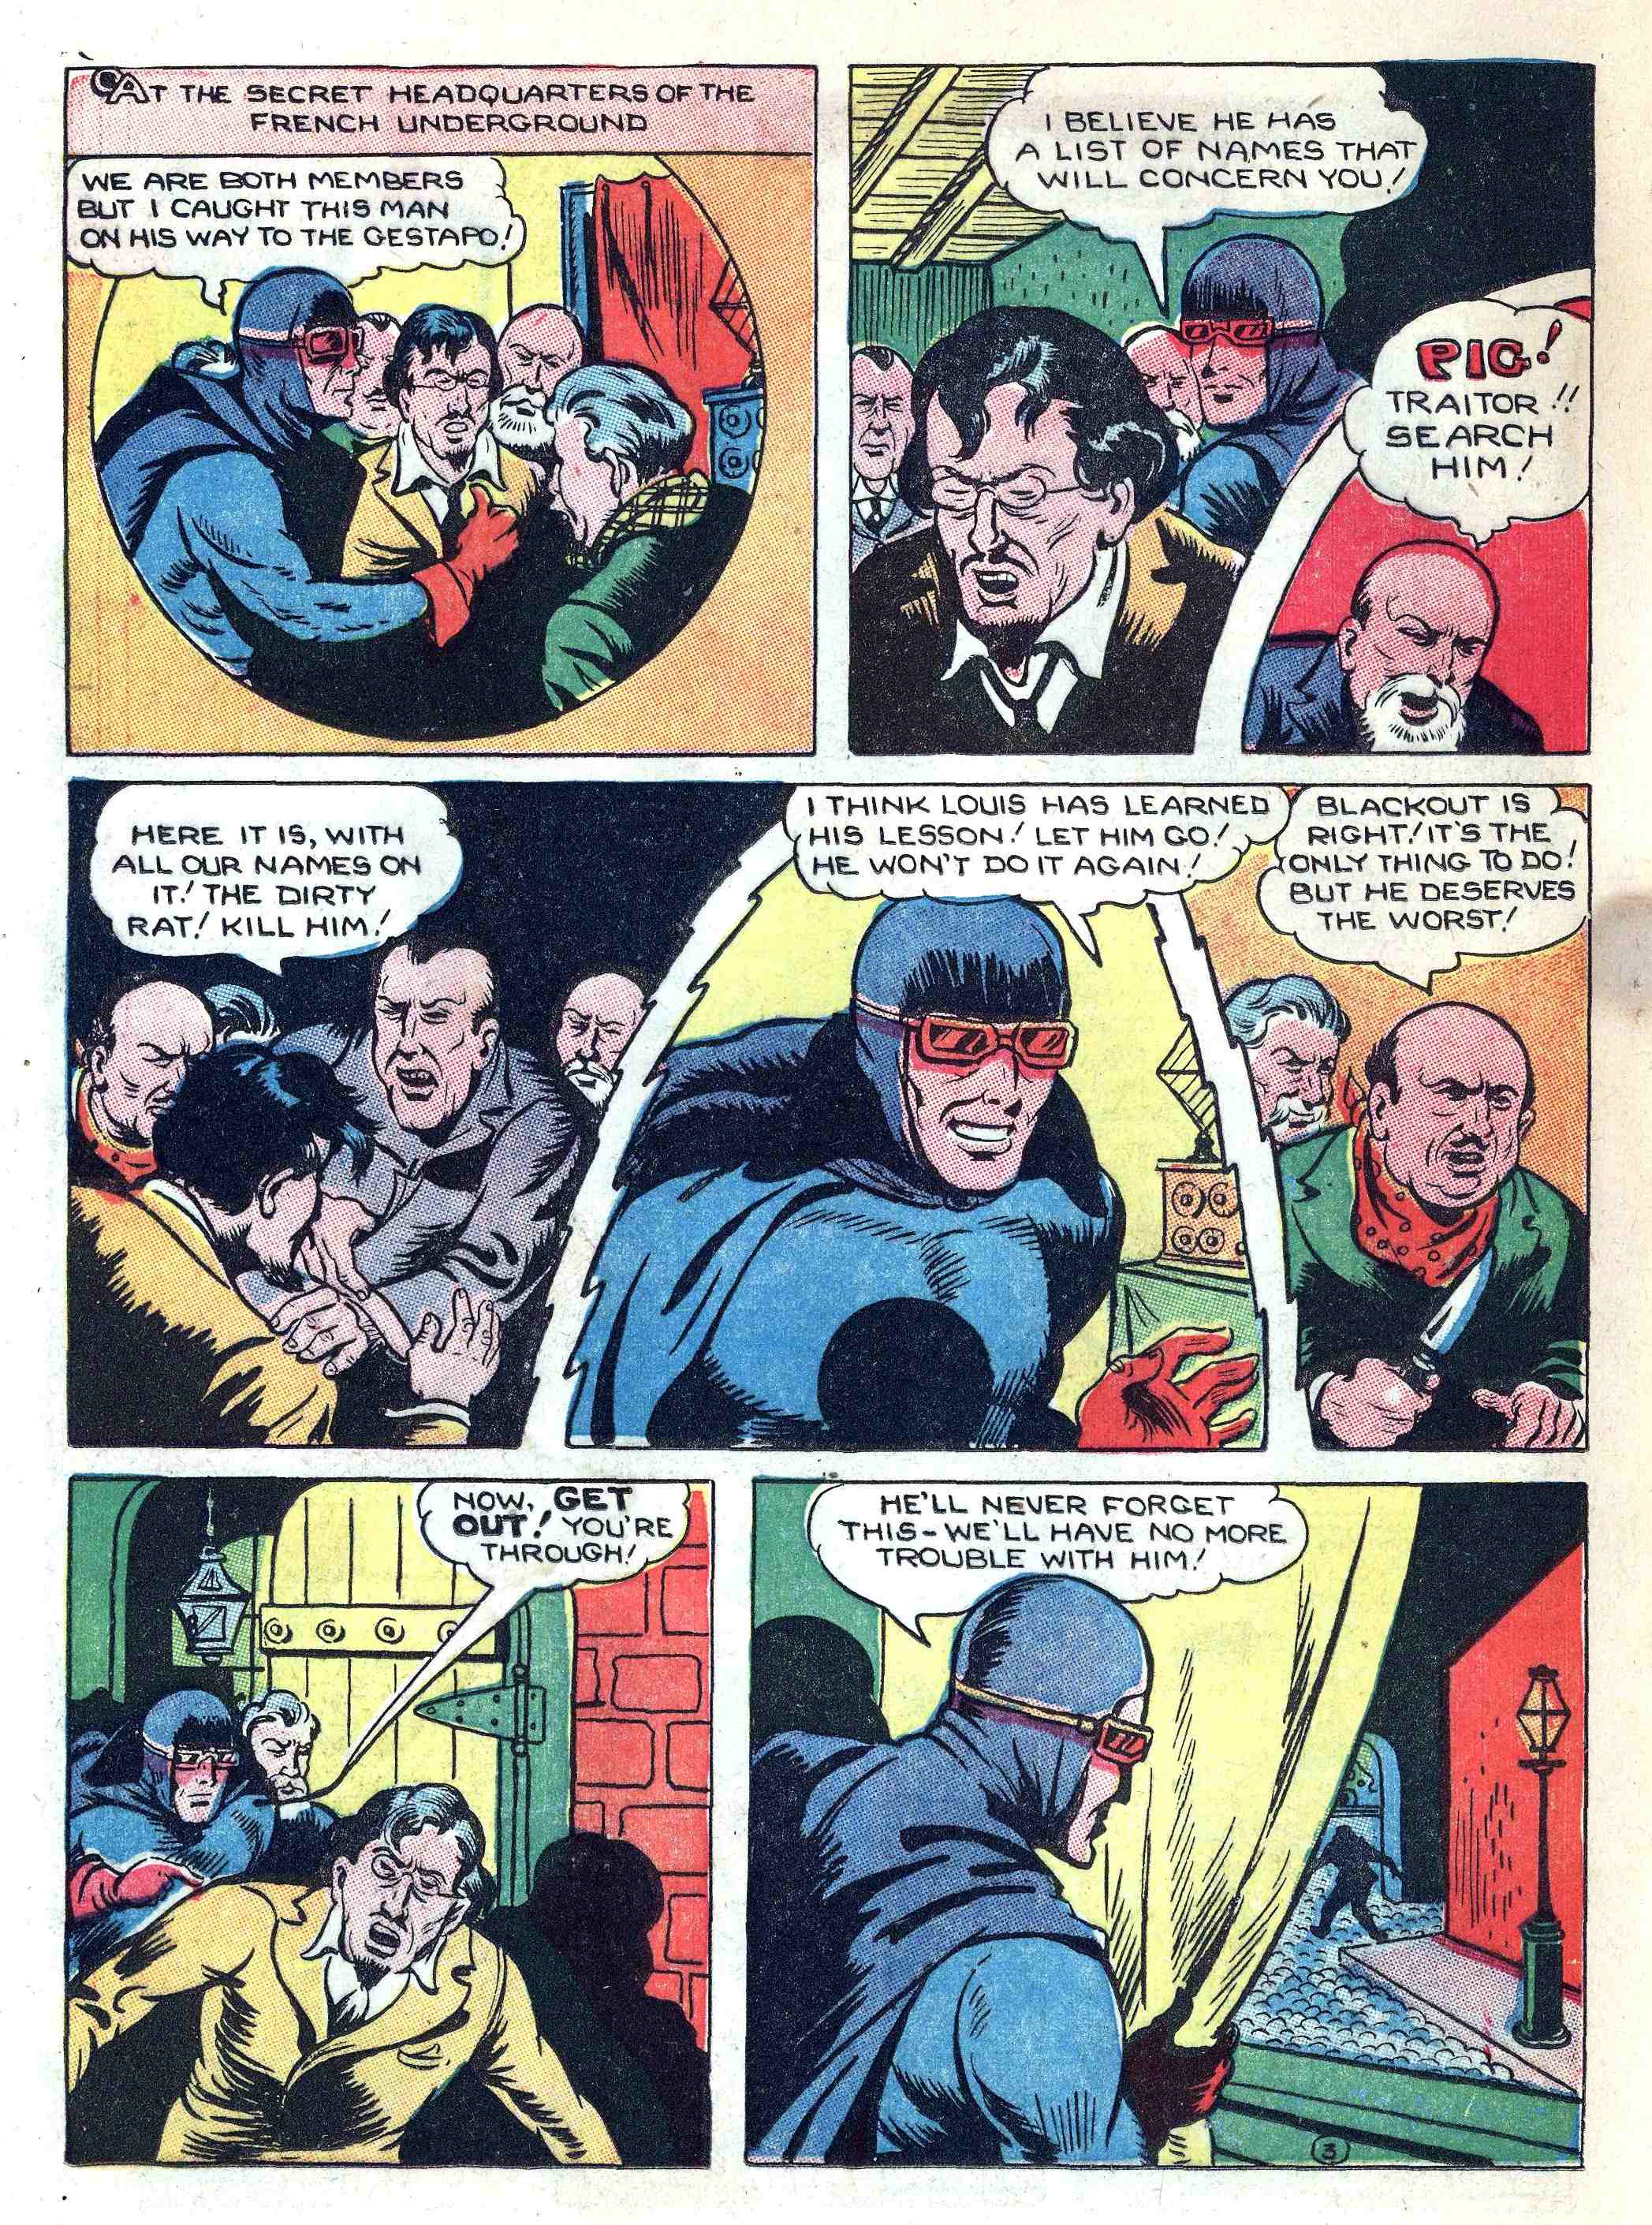 AT THE SECRET HEADQUARTERS OF THE
FRENCH UNDERGROUND
WE ARE BOTH MEMBERS
BUT I CAUGHT THIS MAN
ON HIS WAY TO THE GESTAPO!
I BELIEVE HE HAS
A LIST OF NAMES THAT
WILL CONCERN YOU!
PIG!
TRAITOR!!
SEARCH
HIM!
HERE IT IS, WITH
ALL OUR NAMES ON
IT! THE DIRTY
RAT! KILL HIM!
I THINK LOUIS HAS LEARNED
HIS LESSON! LET HIM GO!
HE WON'T DO IT AGAIN!
BLACKOUT IS
RIGHT! IT'S THE
ONLY THING TO DO!
BUT HE DESERVES
THE WORST!
NOW, GET
OUT! YOU'RE
THROUGH!
HE'LL NEVER FORGET
THIS - WE'LL HAVE NO MORE
TROUBLE WITH HIM!
3